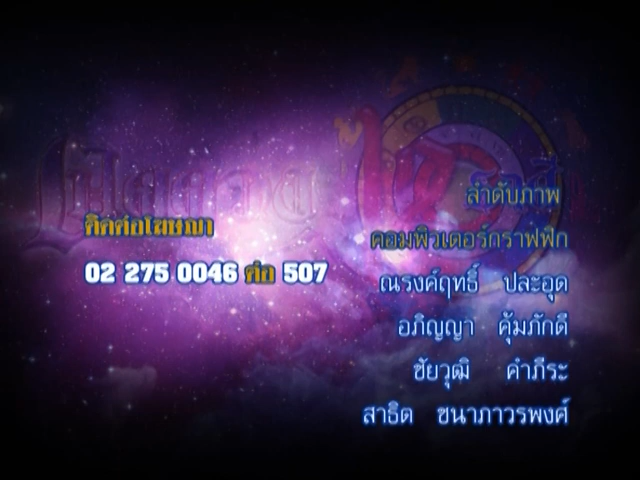 ติดต่อโฆษณา
02 275 0046 ต่อ 507
ลำดับภาพ
คอมพิวเตอร์กราฟฟิก
ณรงค์ฤทธิ์ ปละอุด
อภิญญา คุ้มภักดี
ชัยวุฒิ คำภีระ
สาธิต ชนาภาวรพงศ์